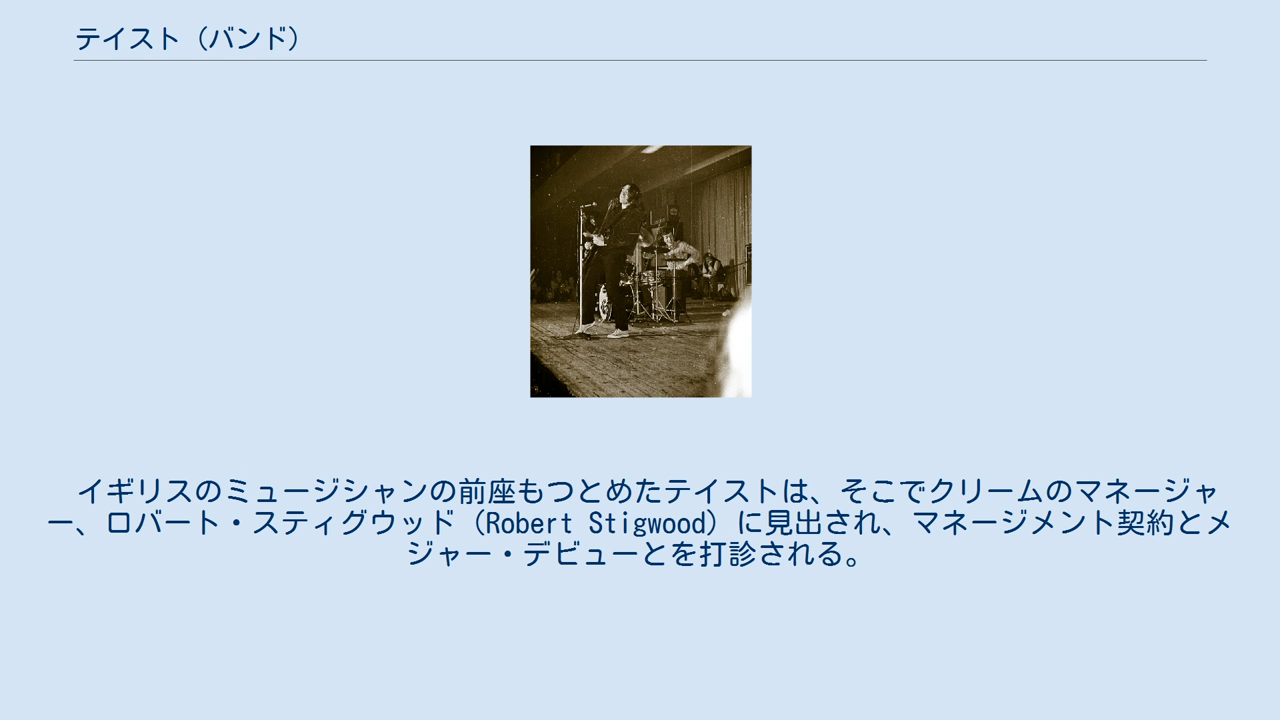 テイスト（バンド）
イギリスのミュージシャンの前座もつとめたテイストは、そこでクリームのマネージャ
ー、ロバート・スティグウッド（Robert Stigwood）に見出され、マネージメント契約とメ
ジャー・デビューとを打診される。